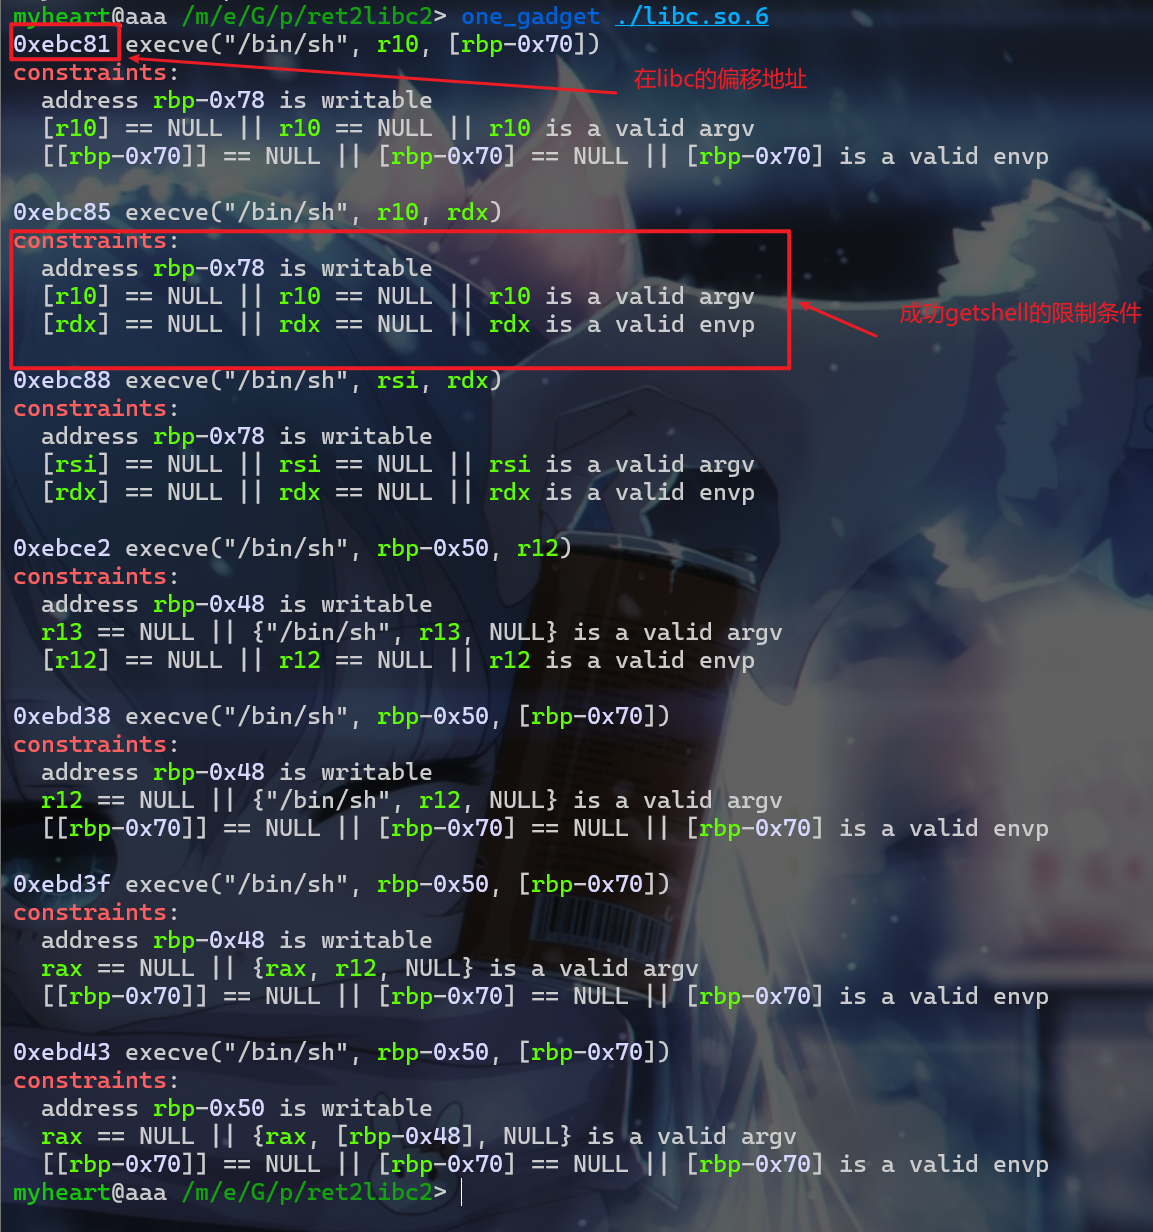 myheart@aaa /m/e/G/p/ret2libc2> one_gadget ./libc.so.6
0xebc81 execve("/bin/sh", r10, [rbp-0x70])
在libc的偏移地址
constraints:
  address rbp-0x78 is writable
  [r10] == NULL || r10 == NULL || r10 is a valid argv
  [[rbp-0x70]] == NULL || [rbp-0x70] == NULL || [rbp-0x70] is a valid envp

0xebc85 execve("/bin/sh", r10, rdx)
constraints:
  address rbp-0x78 is writable
  [r10] == NULL || r10 == NULL || r10 is a valid argv
  [rdx] == NULL || rdx == NULL || rdx is a valid envp
成功getshell的限制条件

0xebc88 execve("/bin/sh", rsi, rdx)
constraints:
  address rbp-0x78 is writable
  [rsi] == NULL || rsi == NULL || rsi is a valid argv
  [rdx] == NULL || rdx == NULL || rdx is a valid envp

0xebce2 execve("/bin/sh", rbp-0x50, r12)
constraints:
  address rbp-0x48 is writable
  r13 == NULL || {"/bin/sh", r13, NULL} is a valid argv
  [r12] == NULL || r12 == NULL || r12 is a valid envp

0xebd38 execve("/bin/sh", rbp-0x50, [rbp-0x70])
constraints:
  address rbp-0x48 is writable
  r12 == NULL || {"/bin/sh", r12, NULL} is a valid argv
  [[rbp-0x70]] == NULL || [rbp-0x70] == NULL || [rbp-0x70] is a valid envp

0xebd3f execve("/bin/sh", rbp-0x50, [rbp-0x70])
constraints:
  address rbp-0x48 is writable
  rax == NULL || {rax, r12, NULL} is a valid argv
  [[rbp-0x70]] == NULL || [rbp-0x70] == NULL || [rbp-0x70] is a valid envp

0xebd43 execve("/bin/sh", rbp-0x50, [rbp-0x70])
constraints:
  address rbp-0x50 is writable
  rax == NULL || {rax, [rbp-0x48], NULL} is a valid argv
  [[rbp-0x70]] == NULL || [rbp-0x70] == NULL || [rbp-0x70] is a valid envp
myheart@aaa /m/e/G/p/ret2libc2>